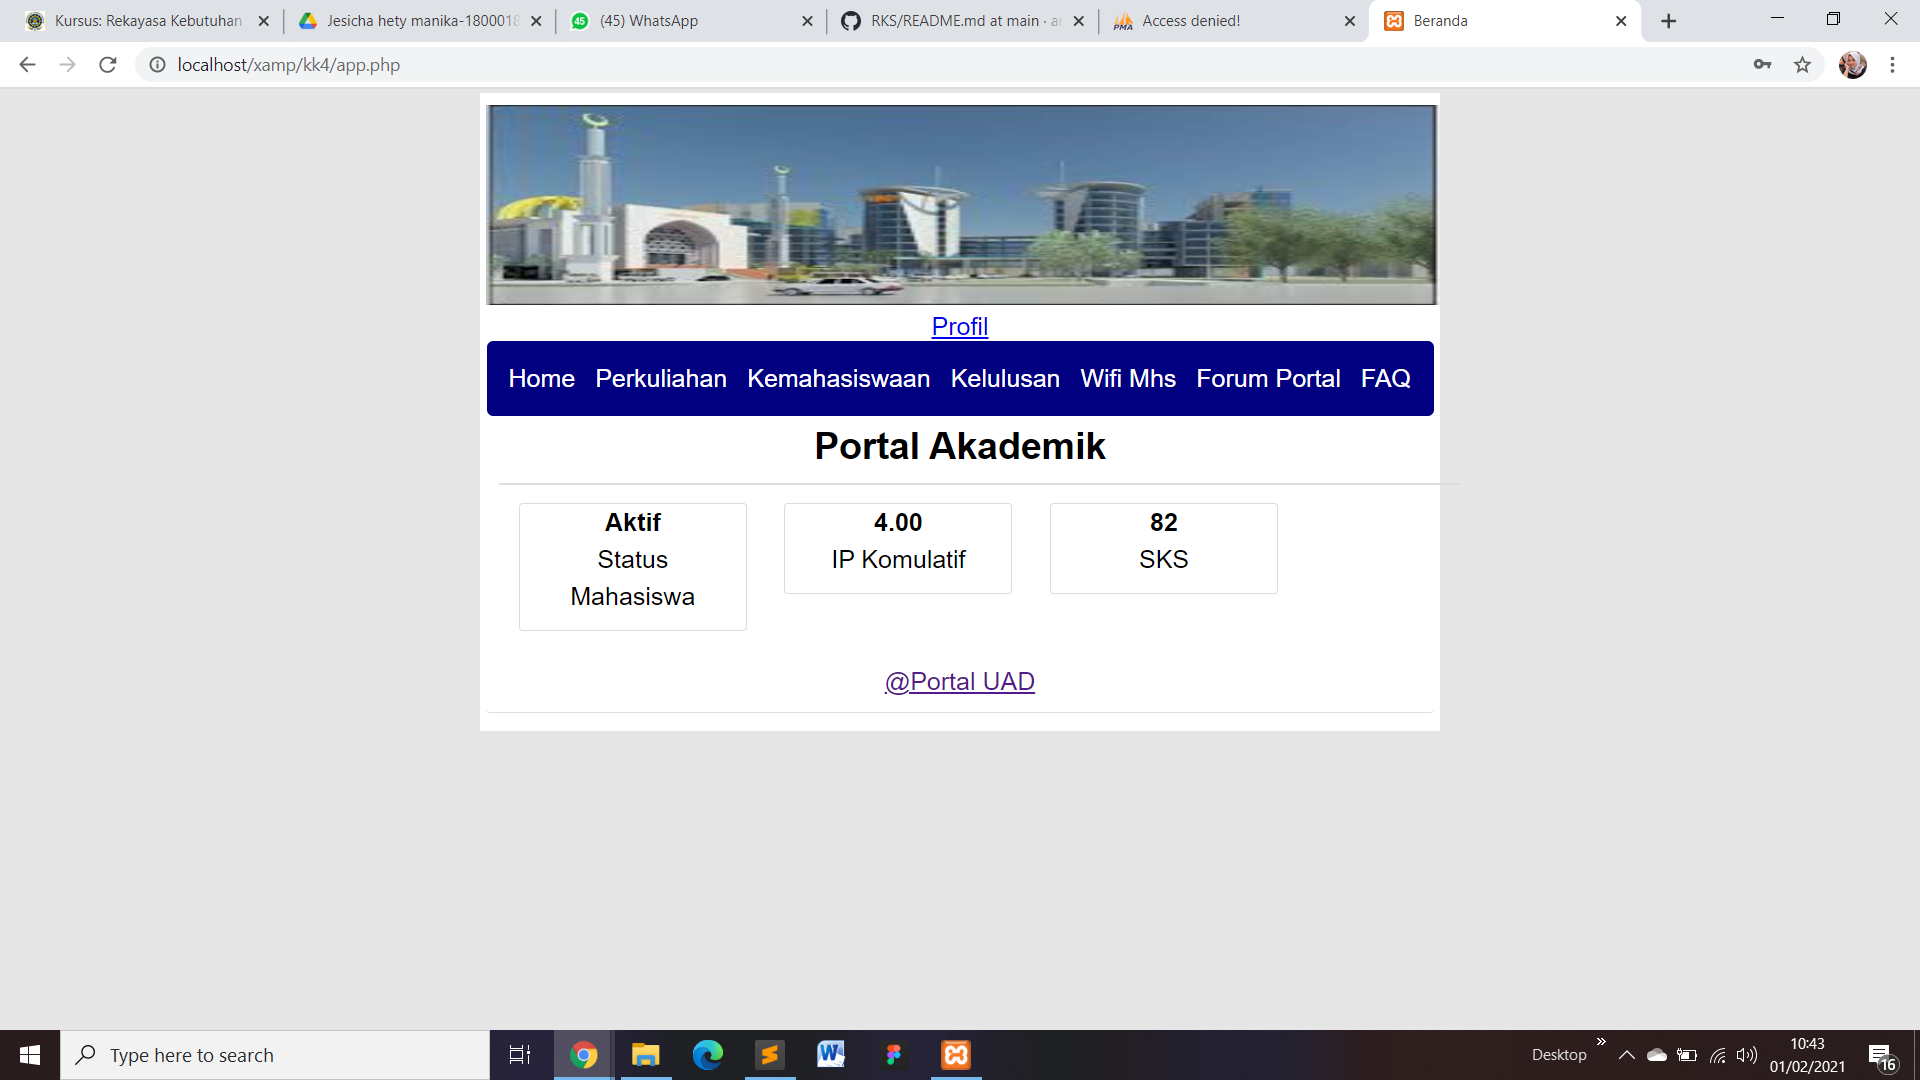 Kursus: Rekayasa Kebutuhan
Jesicha hety manika-1800018
(45) WhatsApp
RKS/README.md at main · a
Access denied!
Beranda
localhost/xamp/kk4/app.php
Profil
Home Perkuliahan Kemahasiswaan Kelulusan Wifi Mhs Forum Portal FAQ
Portal Akademik
Aktif
Status
Mahasiswa
4.00
IP Komulatif
82
SKS
@Portal UAD
Type here to search
Desktop
10:43
01/02/2021
16